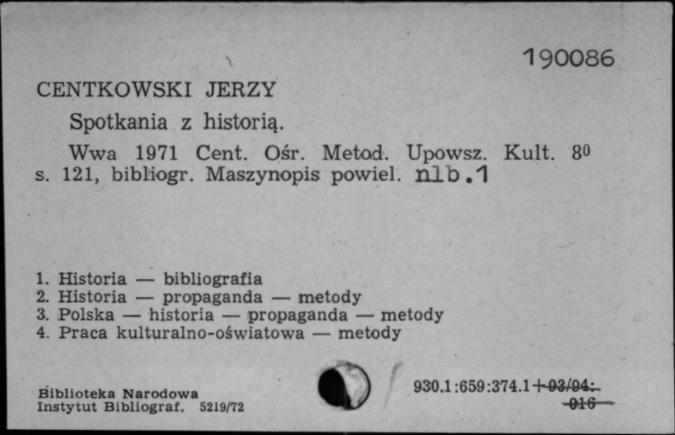 190086
CENTKOWSKI JERZY
Spotkania z historią.
Wwa 1971 Cent. Ośr. Metod. Upowsz. Kult. 8⁰
s. 121, bibliogr. Maszynopis powiel. nlb.1
1. Historia — bibliografia
2. Historia — propaganda — metody
3. Polska — historia — propaganda — metody
4. Praca kulturalno-oświatowa — metody
Biblioteka Narodowa
Instytut Bibliograf. 5219/72
930.1:659:374.1+93/94:
016